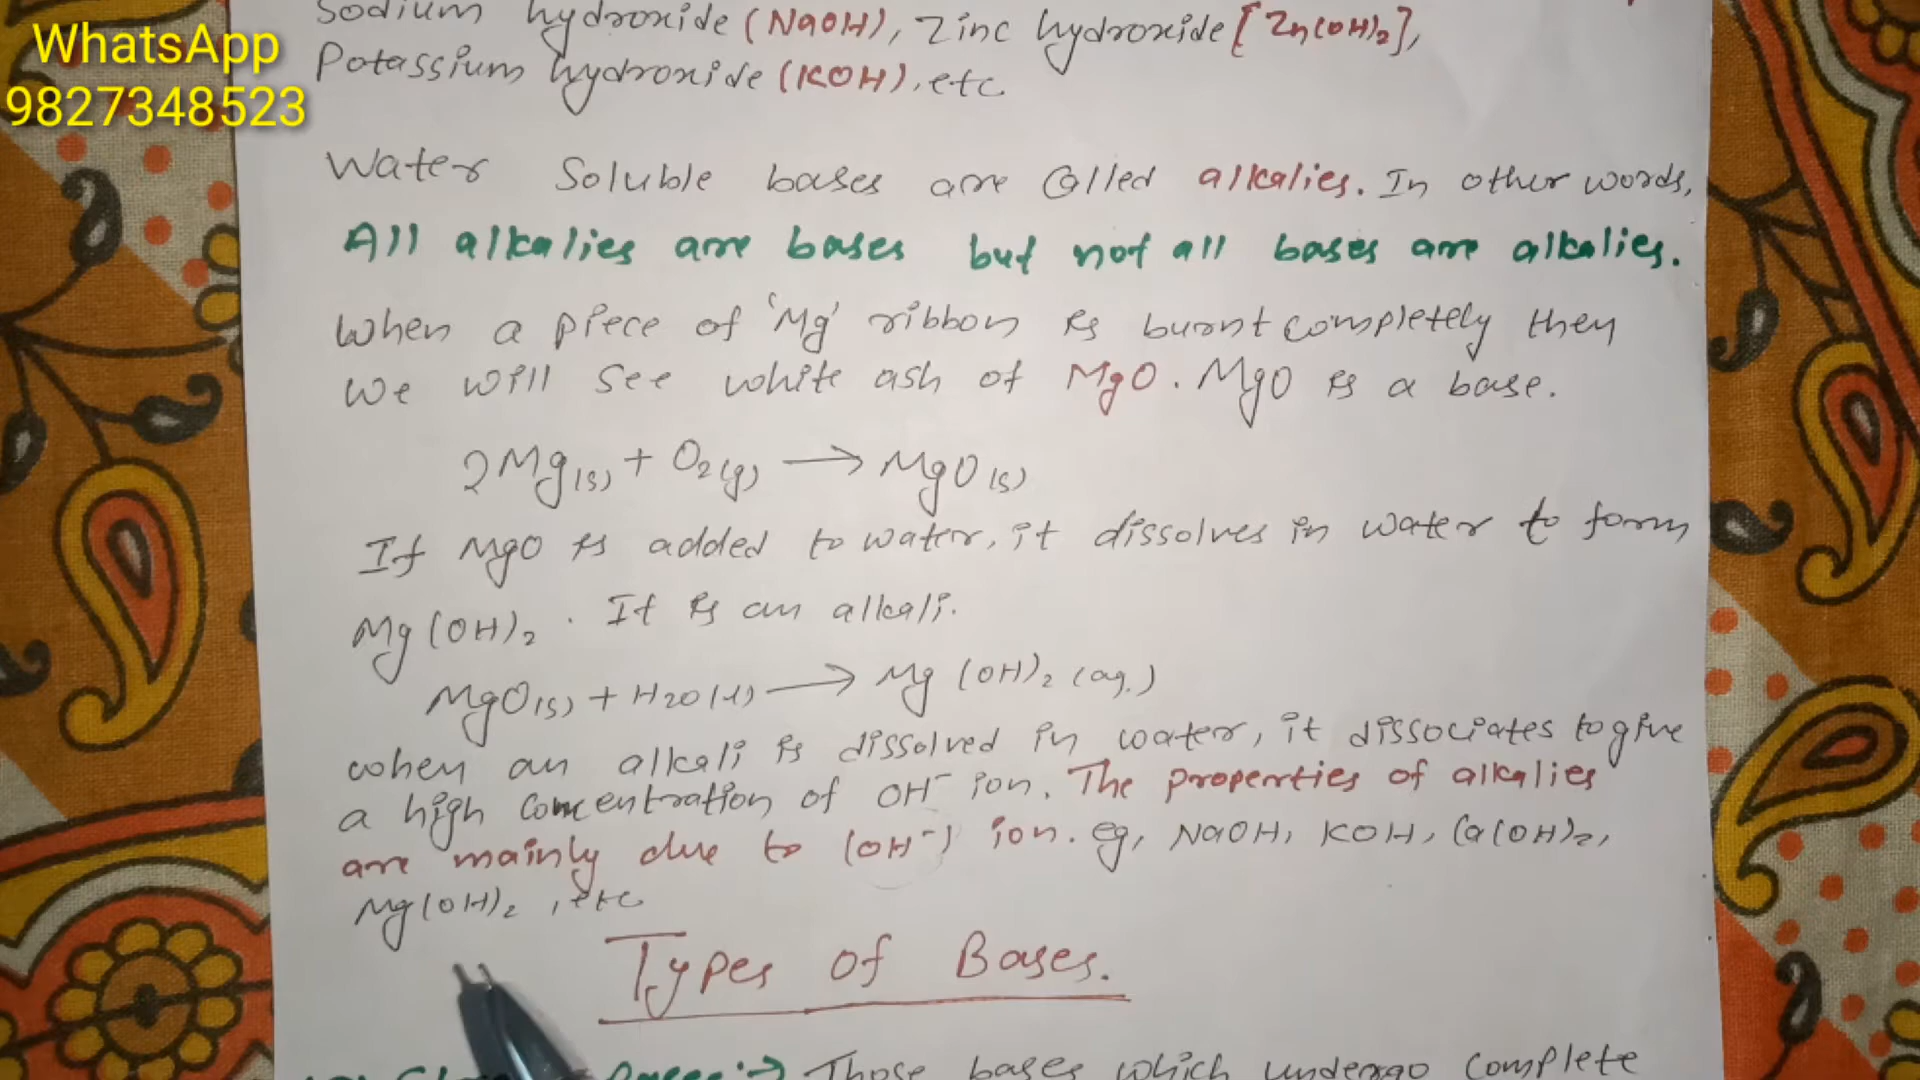 Sodium hydroxide (NaOH), Zinc hydroxide [Zn(OH)2],
WhatsApp
Potassium hydroxide (KOH), etc.
9827348523
Water Soluble bases are Called alkalies. In other words,
All alkalies are bases but not all bases are alkalies.
When a piece of 'Mg' ribbon is burnt completely then
We will see white ash of MgO. MgO is a base.
2Mg(s) + O2(g) → MgO(s)
If MgO is added to water, it dissolves in water to form
Mg(OH)2. It is an alkali.
MgO(s) + H2O(l) → Mg(OH)2 (aq.)
when an alkali is dissolved in water, it dissociates to give
a high Concentration of OH⁻ ion. The properties of alkalies
are mainly due to (OH⁻) ion. eg, NaOH, KOH, Ca(OH)2,
Mg(OH)2, etc
Types of Bases.
Those bases which undergo complete